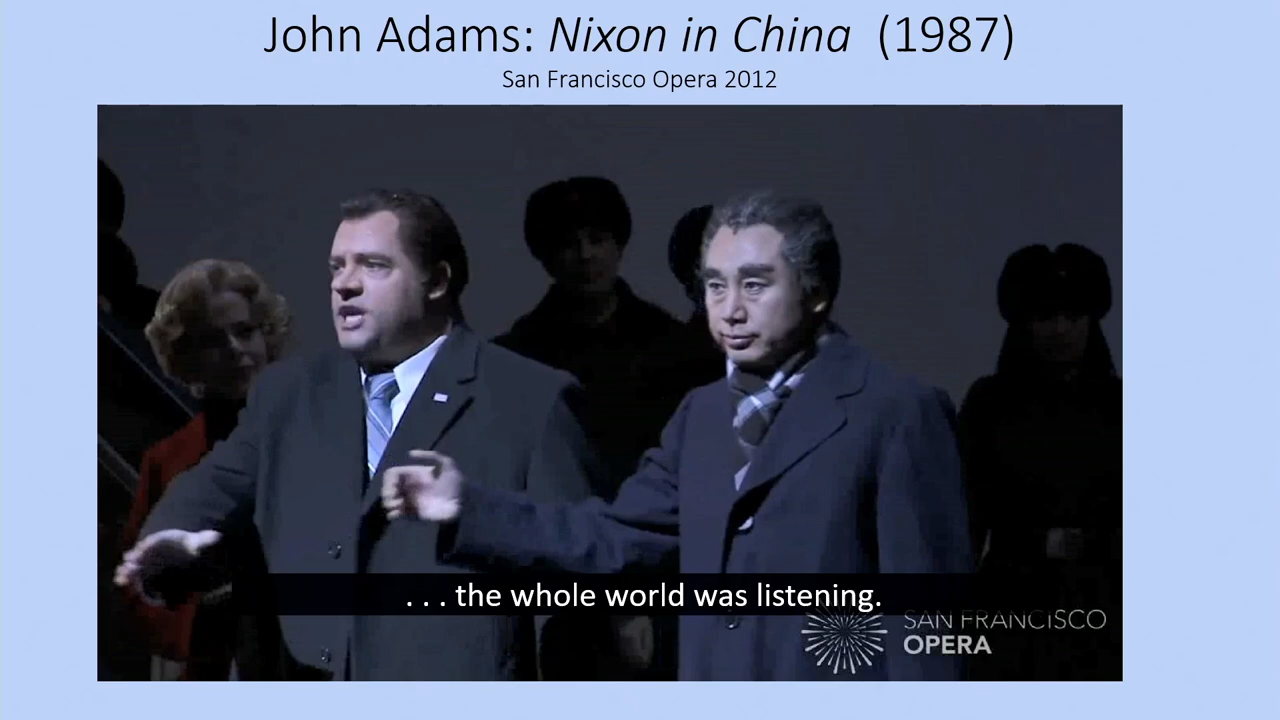 John Adams: Nixon in China (1987)
San Francisco Opera 2012
. . . the whole world was listening.
SAN FRANCISCO
OPERA